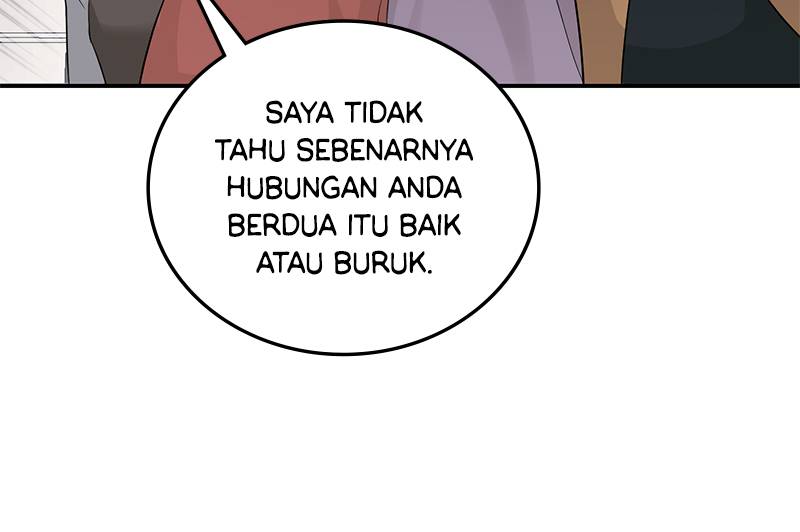 SAYA TIDAK
TAHU SEBENARNYA
HUBUNGAN ANDA
BERDUA ITU BAIK
ATAU BURUK.